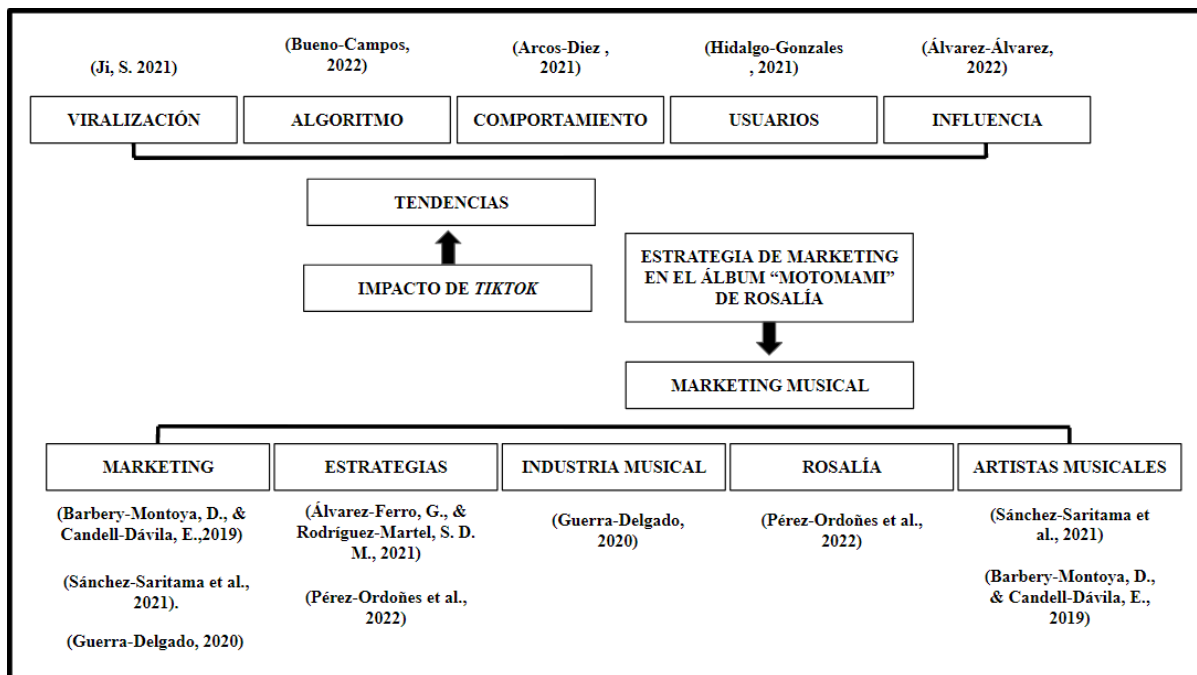 (Ji, S. 2021)
(Bueno-Campos,
2022)
(Arcos-Diez ,
2021)
(Hidalgo-Gonzales
, 2021)
(Álvarez-Álvarez,
2022)
VIRALIZACIÓN
ALGORITMO
COMPORTAMIENTO
USUARIOS
INFLUENCIA
TENDENCIAS
IMPACTO DE TIKTOK
ESTRATEGIA DE MARKETING
EN EL ÁLBUM “MOTOMAMI”
DE ROSALÍA
MARKETING MUSICAL
MARKETING
ESTRATEGIAS
INDUSTRIA MUSICAL
ROSALÍA
ARTISTAS MUSICALES
(Barbery-Montoya, D., &
Candell-Dávila, E.,2019)
(Sánchez-Saritama et al.,
2021).
(Guerra-Delgado, 2020)
(Álvarez-Ferro, G., &
Rodríguez-Martel, S. D.
M., 2021)
(Pérez-Ordoñes et al.,
2022)
(Guerra-Delgado,
2020)
(Pérez-Ordoñes et al.,
2022)
(Sánchez-Saritama et
al., 2021)
(Barbery-Montoya, D.,
& Candell-Dávila, E.,
2019)